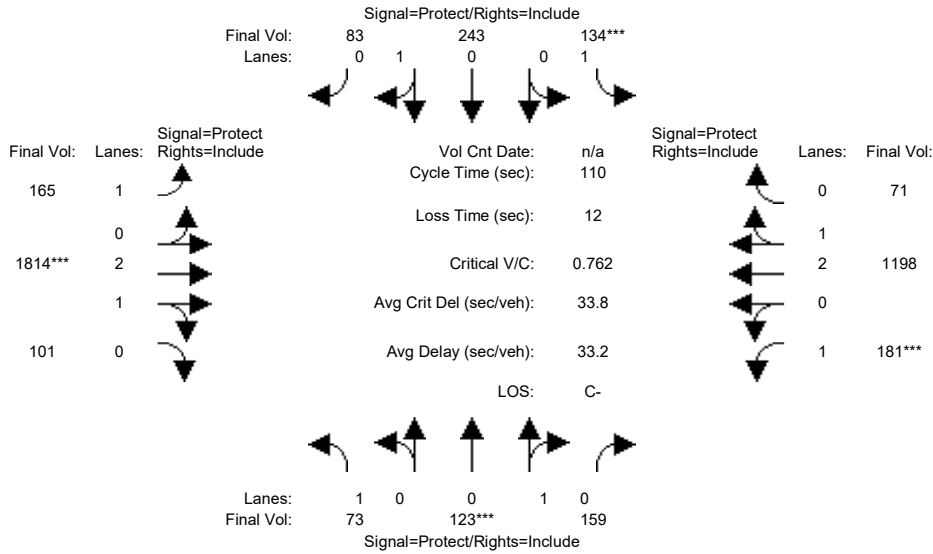 Signal=Protect/Rights=Include
Final Vol: 83 243 134***
Lanes: 0 1 0 0 1
Signal=Protect Signal=Protect
Final Vol: Lanes: Rights=Include Vol Cnt Date: n/a Rights=Include Lanes: Final Vol:
Cycle Time (sec): 110
165 1 0 71
Loss Time (sec): 12
0 1
1814*** 2 Critical V/C: 0.762 2 1198
1 Avg Crit Del (sec/veh): 33.8 0
101 0 Avg Delay (sec/veh): 33.2 1 181***
LOS: C-
Lanes: 1 0 0 1 0
Final Vol: 73 123*** 159
Signal=Protect/Rights=Include